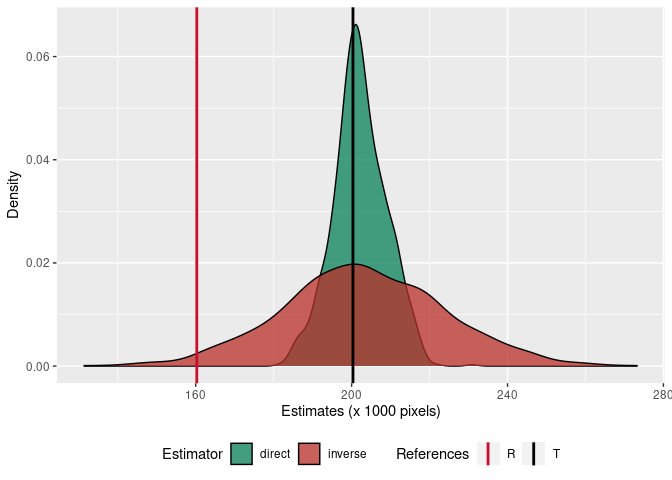 0.06
0.04
0.02
0.00
Density
160
200
240
280
Estimates (x 1000 pixels)
Estimator direct inverse References R T